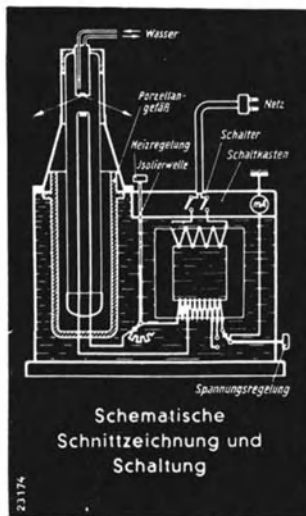 Wasser
Porzellan-
gefäß
Heizregelung
Isolierwelle
Netz
Schalter
Schaltkasten
mA
Spannungsregelung
Schematische
Schnittzeichnung und
Schaltung
23174